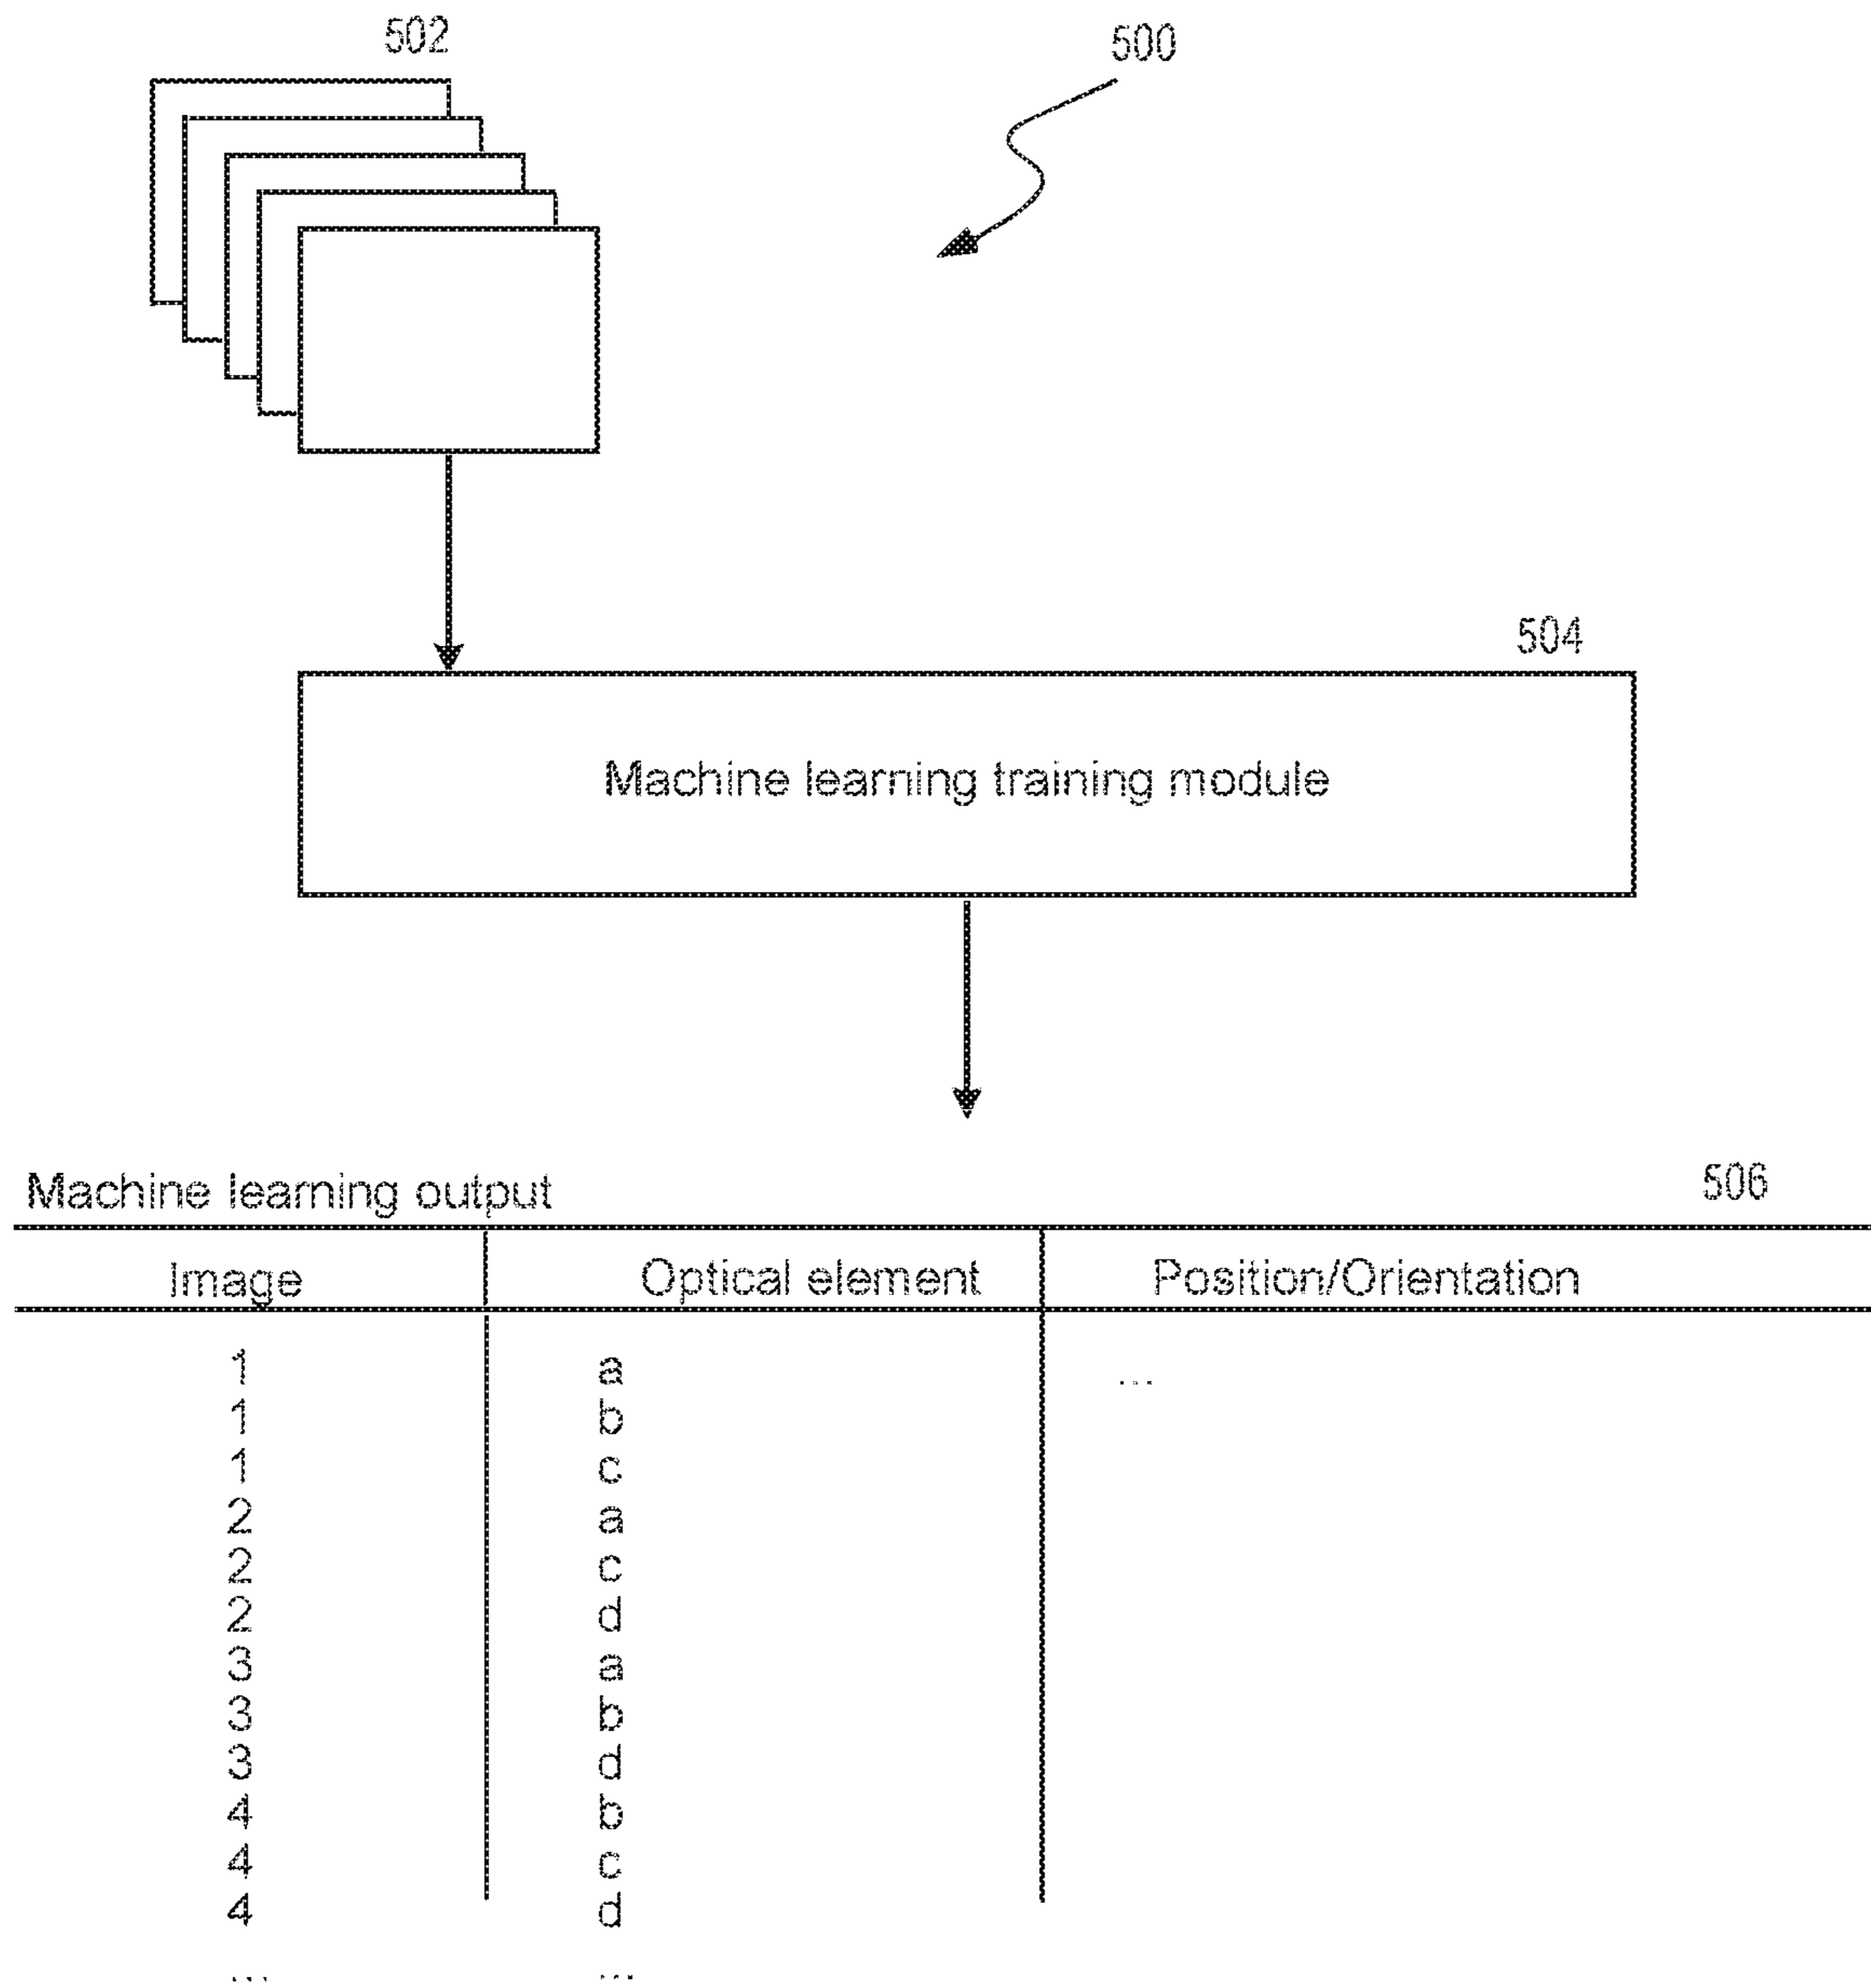 502
500
504
Machine learning training module
Machine learning output
506
Image Optical element Position/Orientation
1 a ...
1 b
1 c
2 a
2 c
2 d
3 a
3 b
3 d
4 b
4 c
4 d
... ...